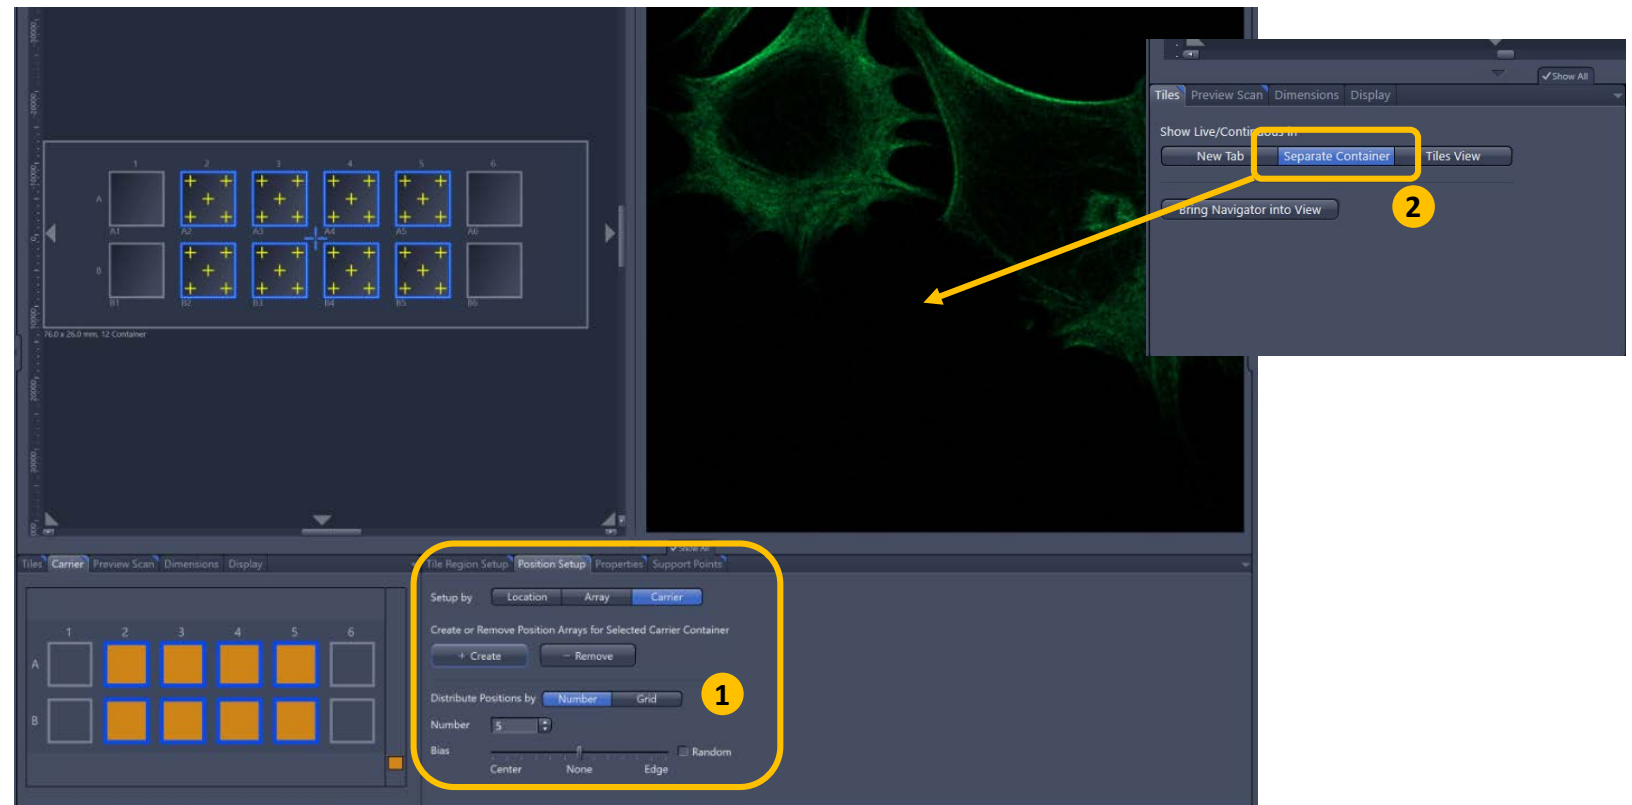 1 2 3 4 5 6
A
A1 A2 A3 A4 A5 A6
B
B1 B2 B3 B4 B5 B6
76.0 x 26.0 mm, 12 Container
Show All
Tiles Preview Scan Dimensions Display
Show Live/Continuous in
New Tab Separate Container Tiles View
2
Bring Navigator into View
Show All
Tiles Carrier Preview Scan Dimensions Display
1 2 3 4 5 6
A
B
Tile Region Setup Position Setup Properties Support Points
Setup by Location Array Carrier
Create or Remove Position Arrays for Selected Carrier Container
+ Create − Remove
1
Distribute Positions by Number Grid
Number 5
Bias Random
Center None Edge